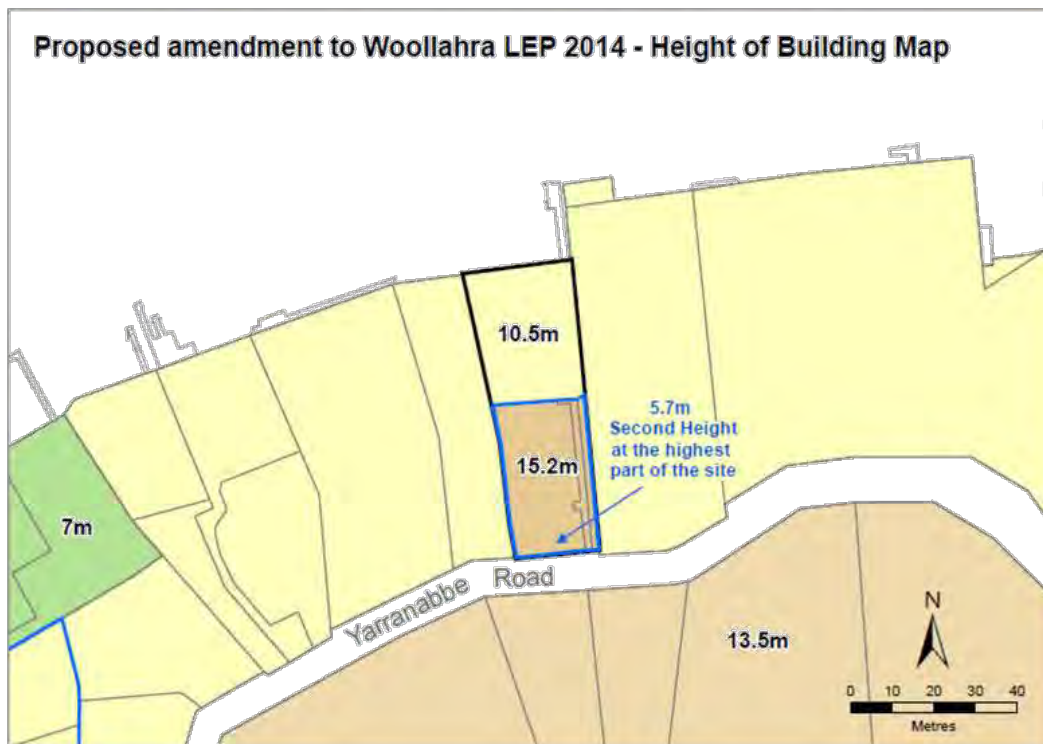 Proposed amendment to Woollahra LEP 2014 - Height of Building Map
10.5m
5.7m
Second Height
at the highest
part of the site
15.2m
7m
Yarranabbe Road
13.5m
N
0 10 20 30 40
Metres